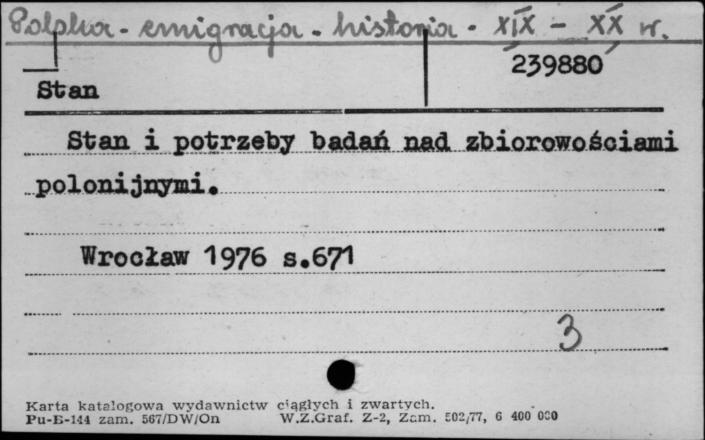 Polska - emigracja - historia - XIX - XX w.
239880
Stan
Stan i potrzeby badań nad zbiorowościami
polonijnymi.
Wrocław 1976 s.671
3
Karta katalogowa wydawnictw ciągłych i zwartych.
Pu-B-144 zam. 567/DW/On W.Z.Graf. Z-2, Zam. 502/77, 6 400 000